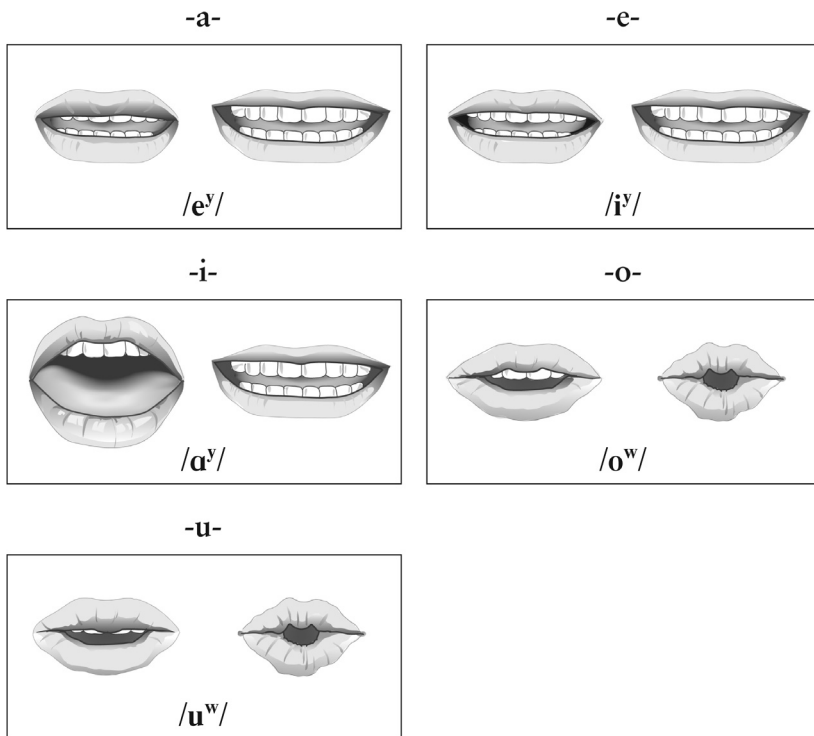 -a-
/eʸ/
-e-
/iʸ/
-i-
/ɑʸ/
-o-
/oʷ/
-u-
/uʷ/